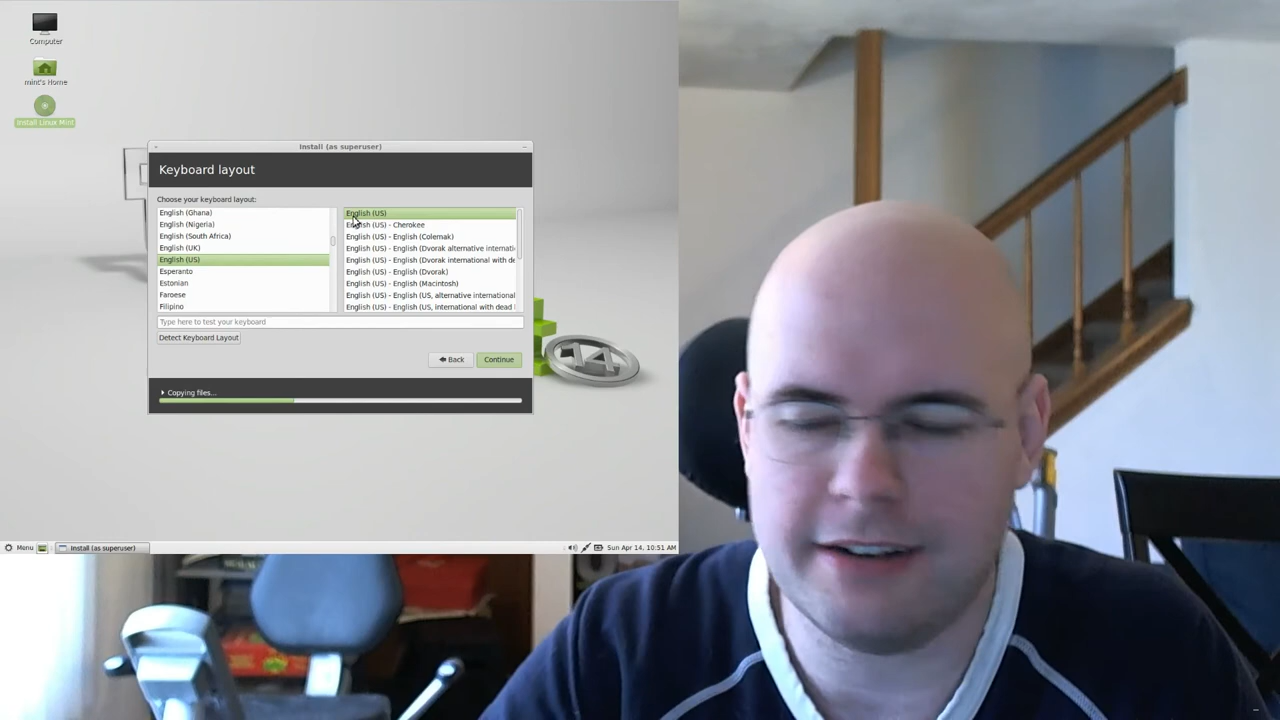 Computer
mint's Home
Install Linux Mint
Install (as superuser)
Keyboard layout
Choose your keyboard layout:
English (Ghana)
English (Nigeria)
English (South Africa)
English (UK)
English (US)
Esperanto
Estonian
Faroese
Filipino
English (US)
English (US) - Cherokee
English (US) - English (Colemak)
English (US) - English (Dvorak alternative internati
English (US) - English (Dvorak international with de
English (US) - English (Dvorak)
English (US) - English (Macintosh)
English (US) - English (US, alternative international
English (US) - English (US, international with dead
Type here to test your keyboard
Detect Keyboard Layout
Back
Continue
Copying files...
14
Menu
Install (as superuser)
Sun Apr 14, 10:51 AM